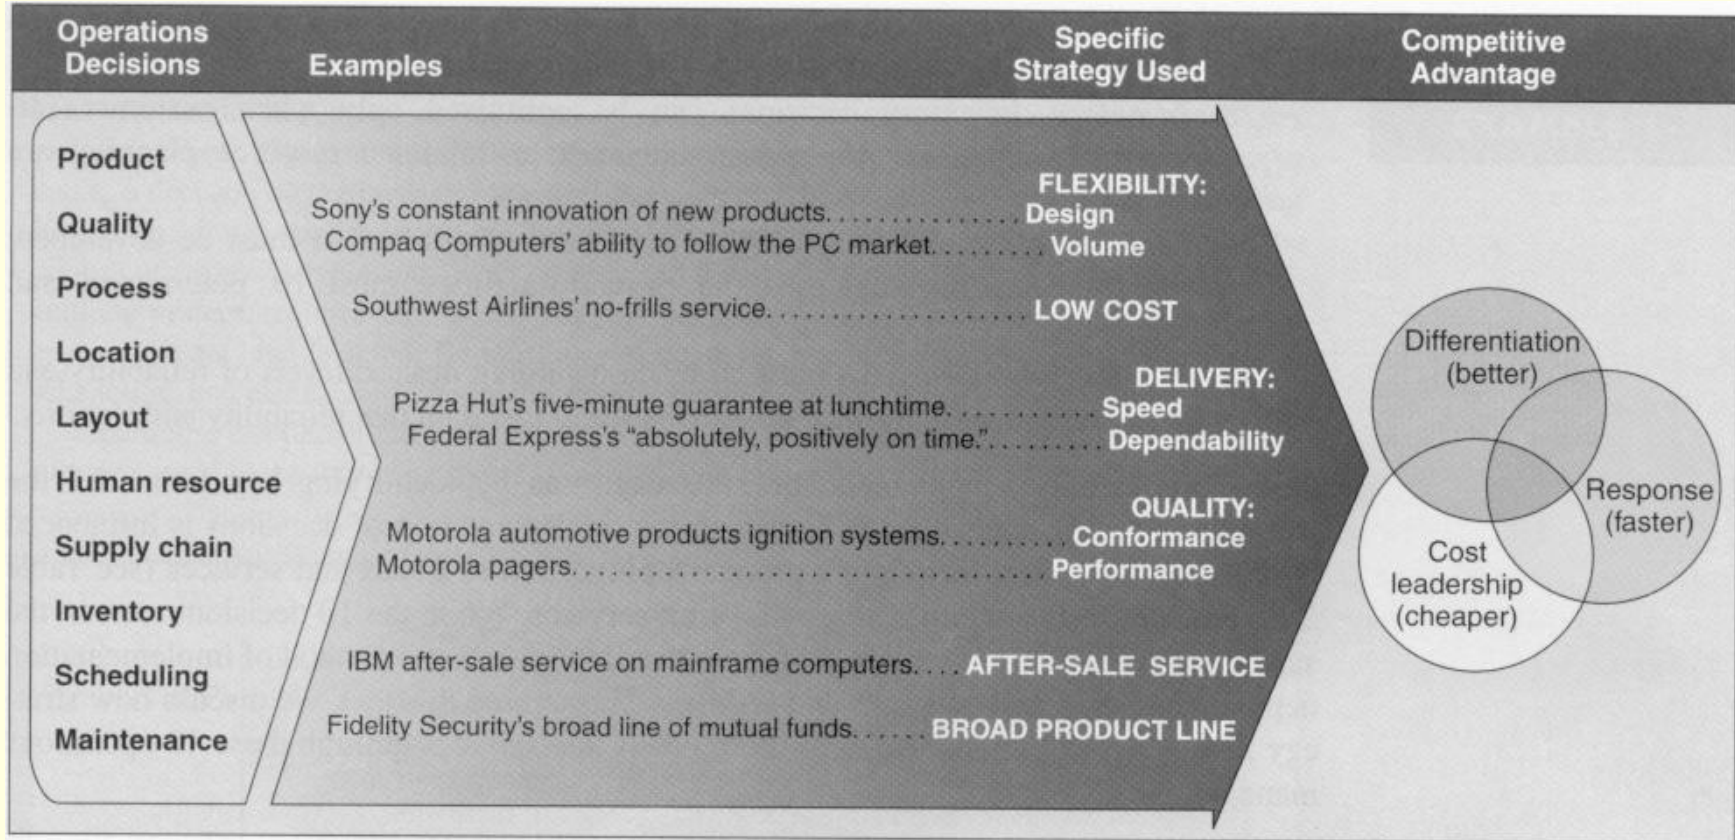 Operations
Decisions
Examples
Specific
Strategy Used
Competitive
Advantage
Product
Quality
Process
Location
Layout
Human resource
Supply chain
Inventory
Scheduling
Maintenance
FLEXIBILITY:
Sony's constant innovation of new products............... Design
Compaq Computers' ability to follow the PC market......... Volume
Southwest Airlines' no-frills service.................... LOW COST
DELIVERY:
Pizza Hut's five-minute guarantee at lunchtime........... Speed
Federal Express's “absolutely, positively on time.”......... Dependability
QUALITY:
Motorola automotive products ignition systems.......... Conformance
Motorola pagers..................................... Performance
IBM after-sale service on mainframe computers.... AFTER-SALE SERVICE
Fidelity Security's broad line of mutual funds...... BROAD PRODUCT LINE
Differentiation
(better)
Response
(faster)
Cost
leadership
(cheaper)